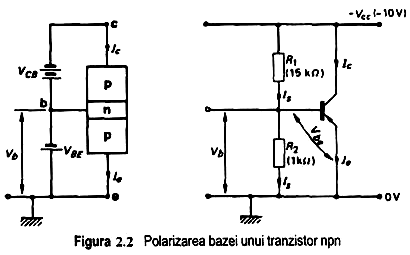 c
I_c
V_CB
p
b
n
p
V_b
V_BE
I_e
e
-V_cc (-10V)
R_1
(15 kΩ)
I_c
I_s
V_be
V_b
R_2
(1kΩ)
I_e
I_s
0V
Figura 2.2 Polarizarea bazei unui tranzistor npn